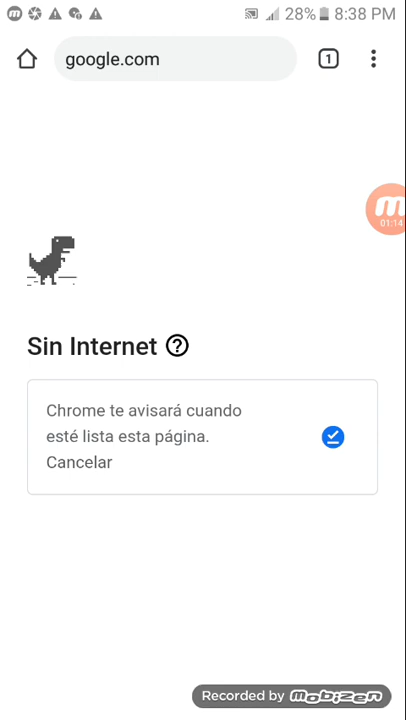 28% 8:38 PM
google.com
1
m
01:14
Sin Internet
Chrome te avisará cuando
esté lista esta página.
Cancelar
Recorded by mobizen